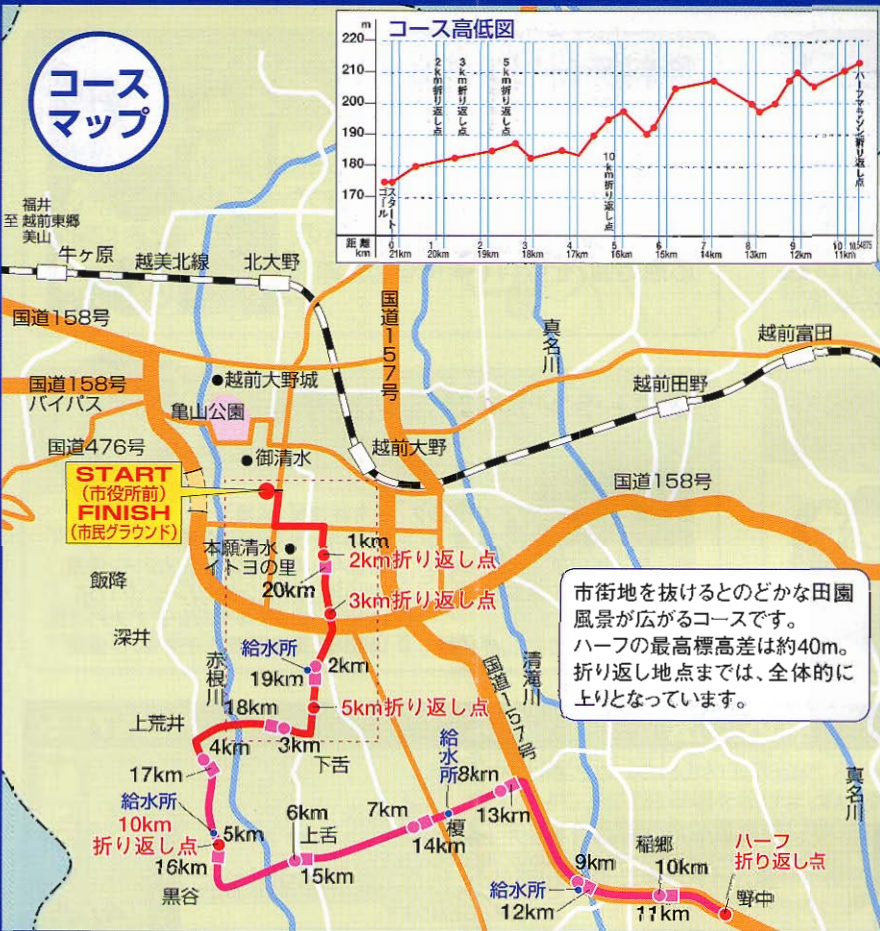 コース
マップ
コース高低図
m
220
210
200
190
180
170
2km折り返し点
3km折り返し点
5km折り返し点
10km折り返し点
ハーフマラソン折り返し点
スタート
ゴール
距離
km
0 1 2 3 4 5 6 7 8 9 10 10.54875
21km 20km 19km 18km 17km 16km 15km 14km 13km 12km 11km
至
福井
越前東郷
美山
牛ヶ原
越美北線
北大野
国道158号
国道157号
真名川
越前富田
国道158号
バイパス
越前大野城
亀山公園
越前田野
国道476号
御清水
越前大野
国道158号
START
(市役所前)
FINISH
(市民グラウンド)
本願清水
イトヨの里
1km
2km折り返し点
20km
3km折り返し点
飯降
深井
赤根川
給水所
2km
19km
5km折り返し点
18km
3km
上荒井
4km
下舌
17km
国道157号
清滝川
市街地を抜けるとのどかな田園
風景が広がるコースです。
ハーフの最高標高差は約40m。
折り返し地点までは、全体的に
上りとなっています。
給水所
8km
給水所
10km
折り返し点
5km
16km
6km
上舌
15km
7km
14km
榎
13km
真名川
黒谷
9km
給水所
12km
稲郷
10km
11km
ハーフ
折り返し点
野中